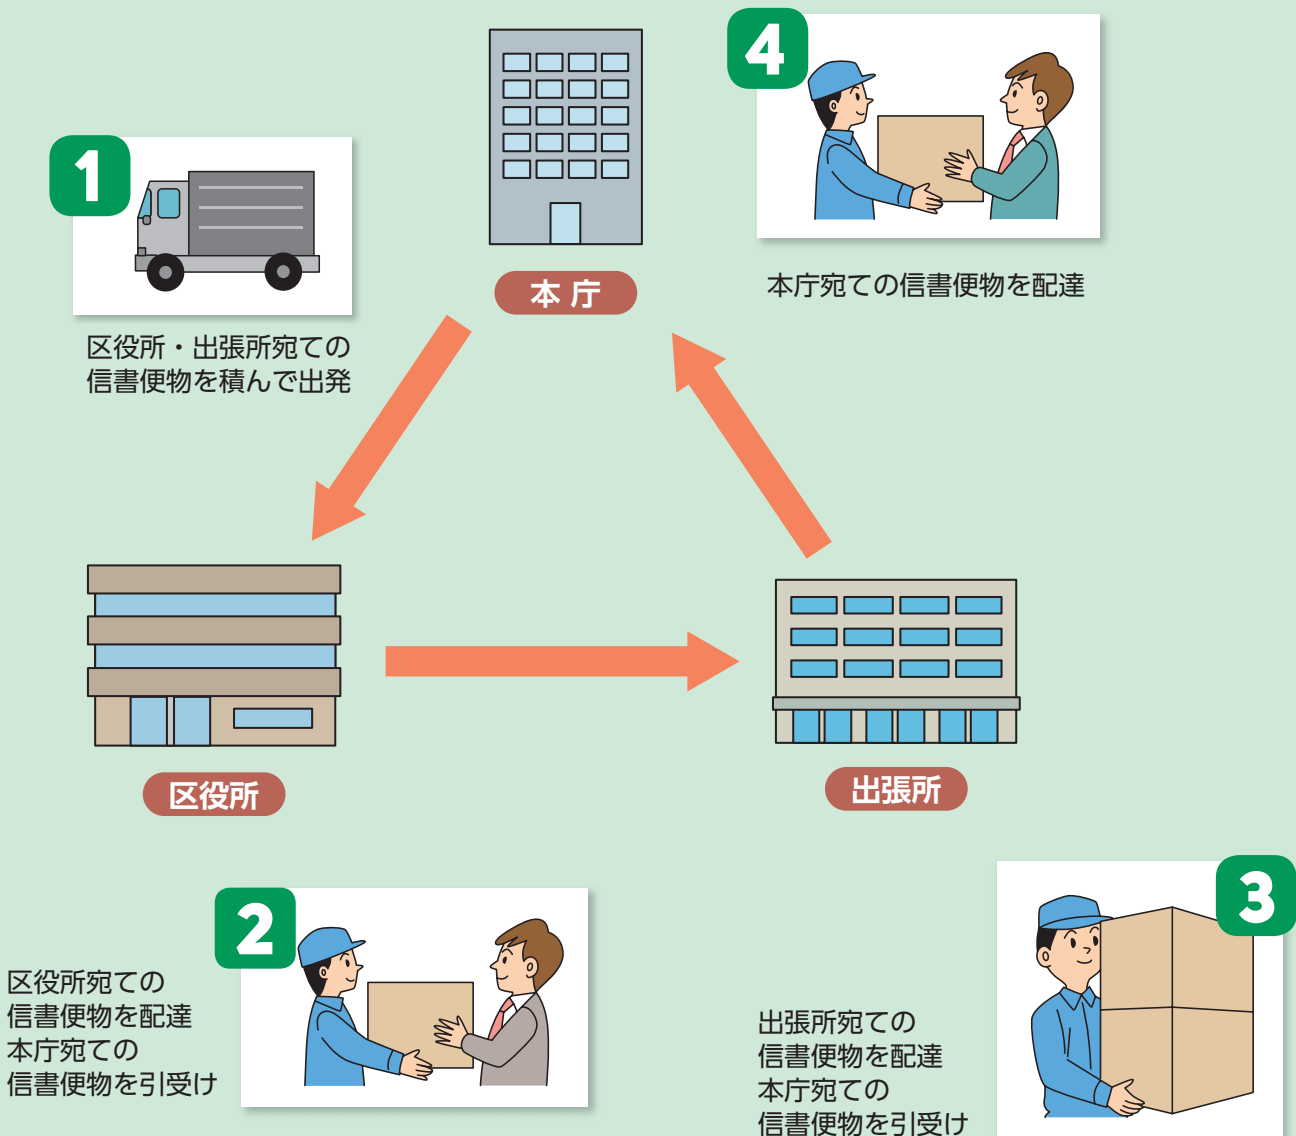 1
区役所・出張所宛ての
信書便物を積んで出発
本庁
4
本庁宛ての信書便物を配達
区役所
出張所
2
区役所宛ての
信書便物を配達
本庁宛ての
信書便物を引受け
3
出張所宛ての
信書便物を配達
本庁宛ての
信書便物を引受け